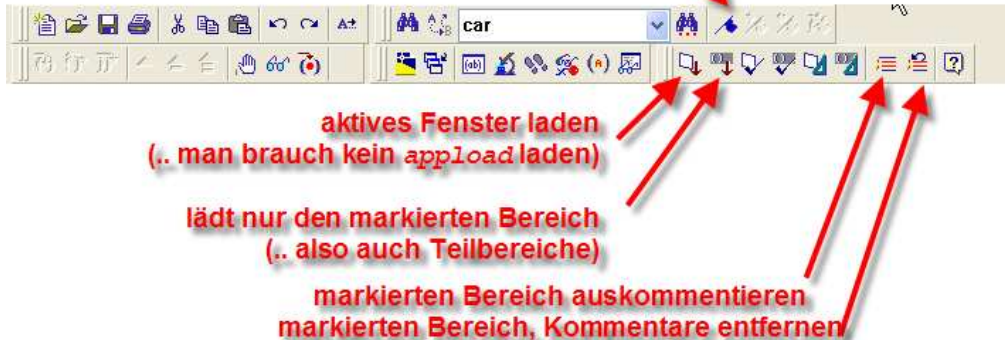 car
aktives Fenster laden
(.. man brauch kein appload laden)
lädt nur den markierten Bereich
(.. also auch Teilbereiche)
markierten Bereich auskommentieren
markierten Bereich, Kommentare entfernen